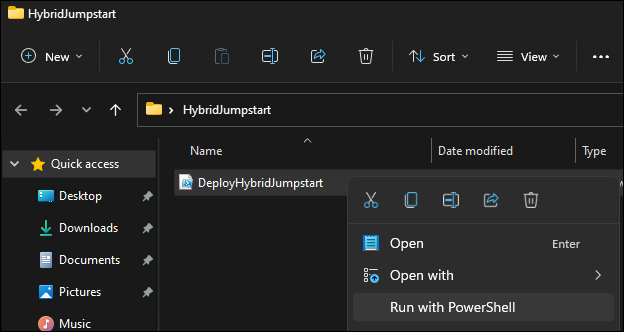 HybridJumpstart
New
Sort
View
HybridJumpstart
Name
Date modified
Type
Quick access
DeployHybridJumpstart
Desktop
Downloads
Open Enter
Documents
Open with
Pictures
Run with PowerShell
Music